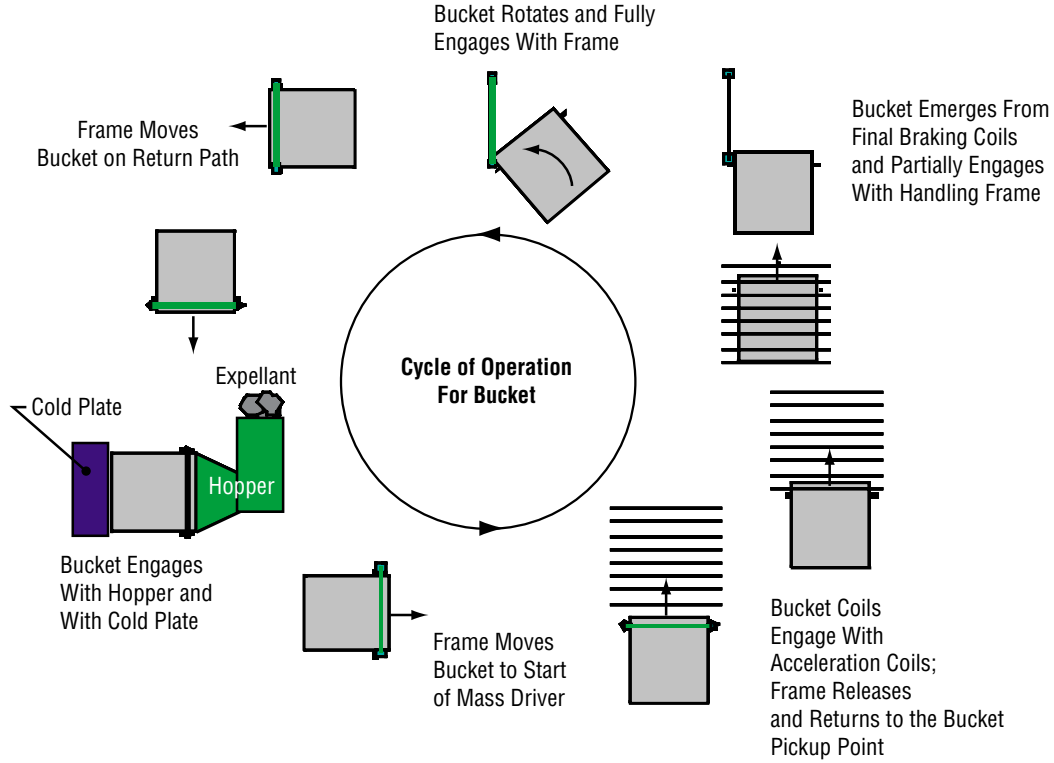 Bucket Rotates and Fully
Engages With Frame
Frame Moves
Bucket on Return Path
Bucket Emerges From
Final Braking Coils
and Partially Engages
With Handling Frame
Cycle of Operation
For Bucket
Expellant
Cold Plate
Hopper
Bucket Engages
With Hopper and
With Cold Plate
Frame Moves
Bucket to Start
of Mass Driver
Bucket Coils
Engage With
Acceleration Coils;
Frame Releases
and Returns to the Bucket
Pickup Point